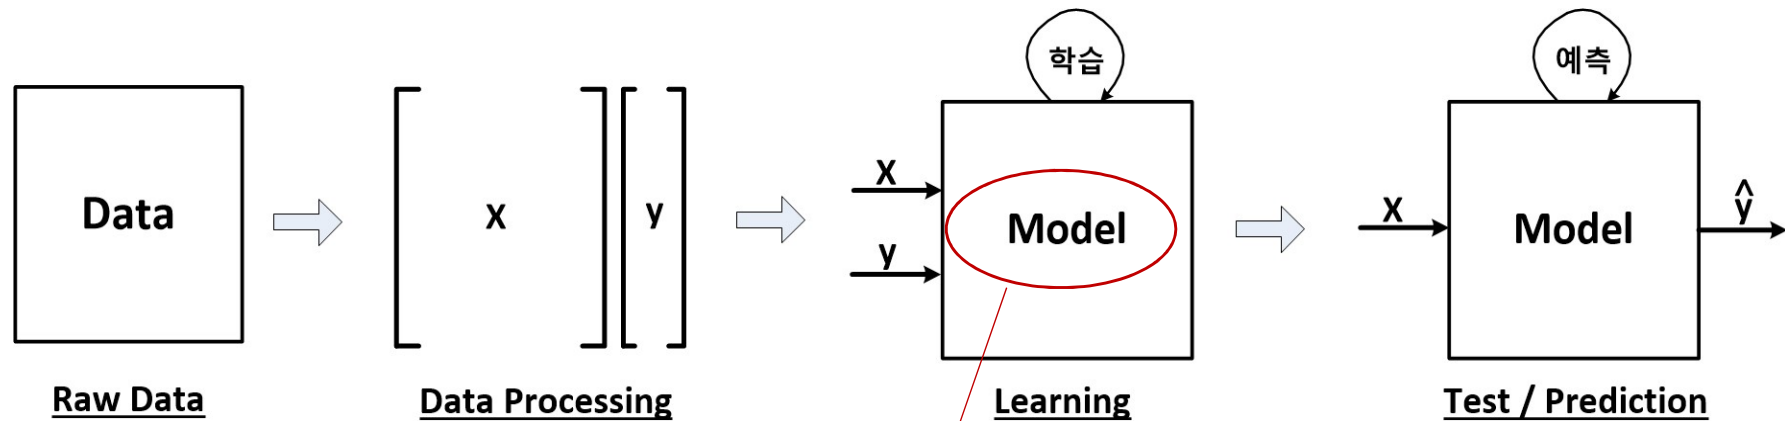 Data
Raw Data
X
y
Data Processing
학습
X
y
Model
Learning
예측
X
Model
ŷ
Test / Prediction